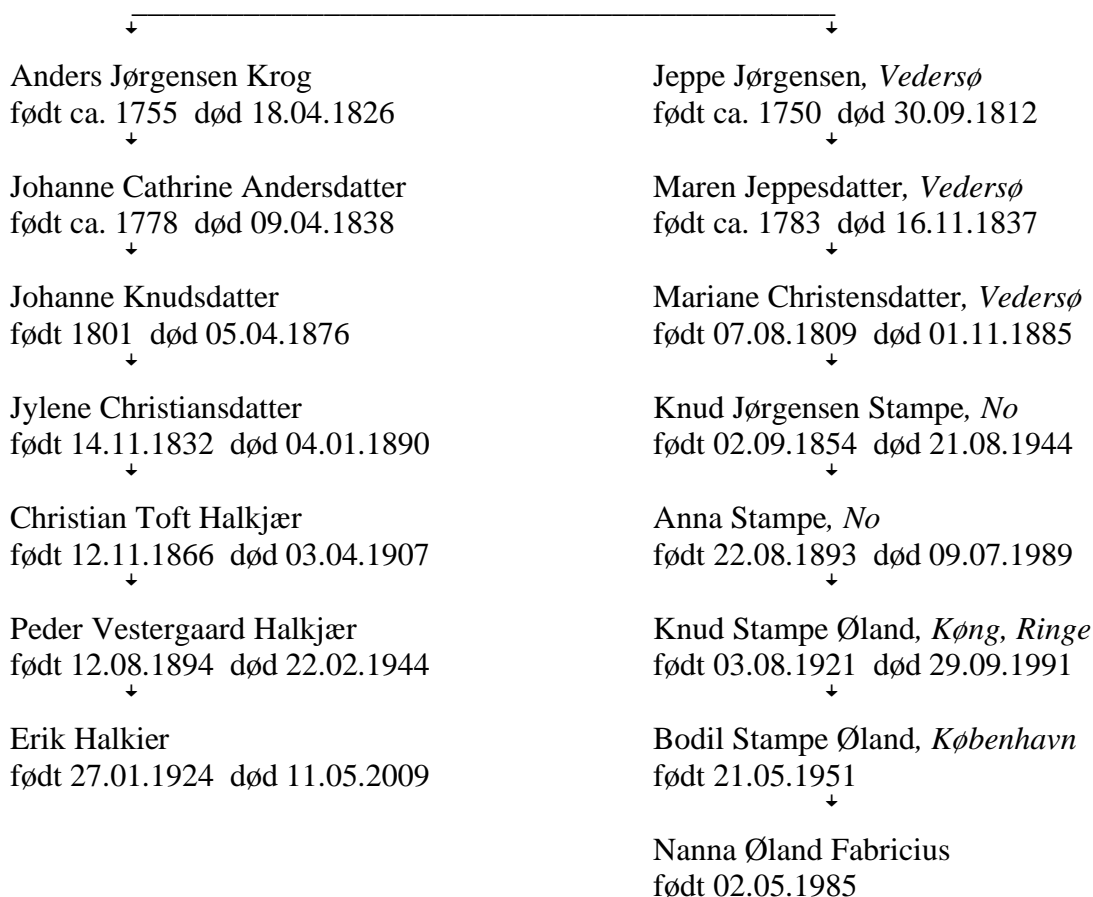 Anders Jørgensen Krog
født ca. 1755 død 18.04.1826
Johanne Cathrine Andersdatter
født ca. 1778 død 09.04.1838
Johanne Knudsdatter
født 1801 død 05.04.1876
Jylene Christiansdatter
født 14.11.1832 død 04.01.1890
Christian Toft Halkjær
født 12.11.1866 død 03.04.1907
Peder Vestergaard Halkjær
født 12.08.1894 død 22.02.1944
Erik Halkier
født 27.01.1924 død 11.05.2009
Jeppe Jørgensen, Vedersø
født ca. 1750 død 30.09.1812
Maren Jeppesdatter, Vedersø
født ca. 1783 død 16.11.1837
Mariane Christensdatter, Vedersø
født 07.08.1809 død 01.11.1885
Knud Jørgensen Stampe, No
født 02.09.1854 død 21.08.1944
Anna Stampe, No
født 22.08.1893 død 09.07.1989
Knud Stampe Øland, Køng, Ringe
født 03.08.1921 død 29.09.1991
Bodil Stampe Øland, København
født 21.05.1951
Nanna Øland Fabricius
født 02.05.1985